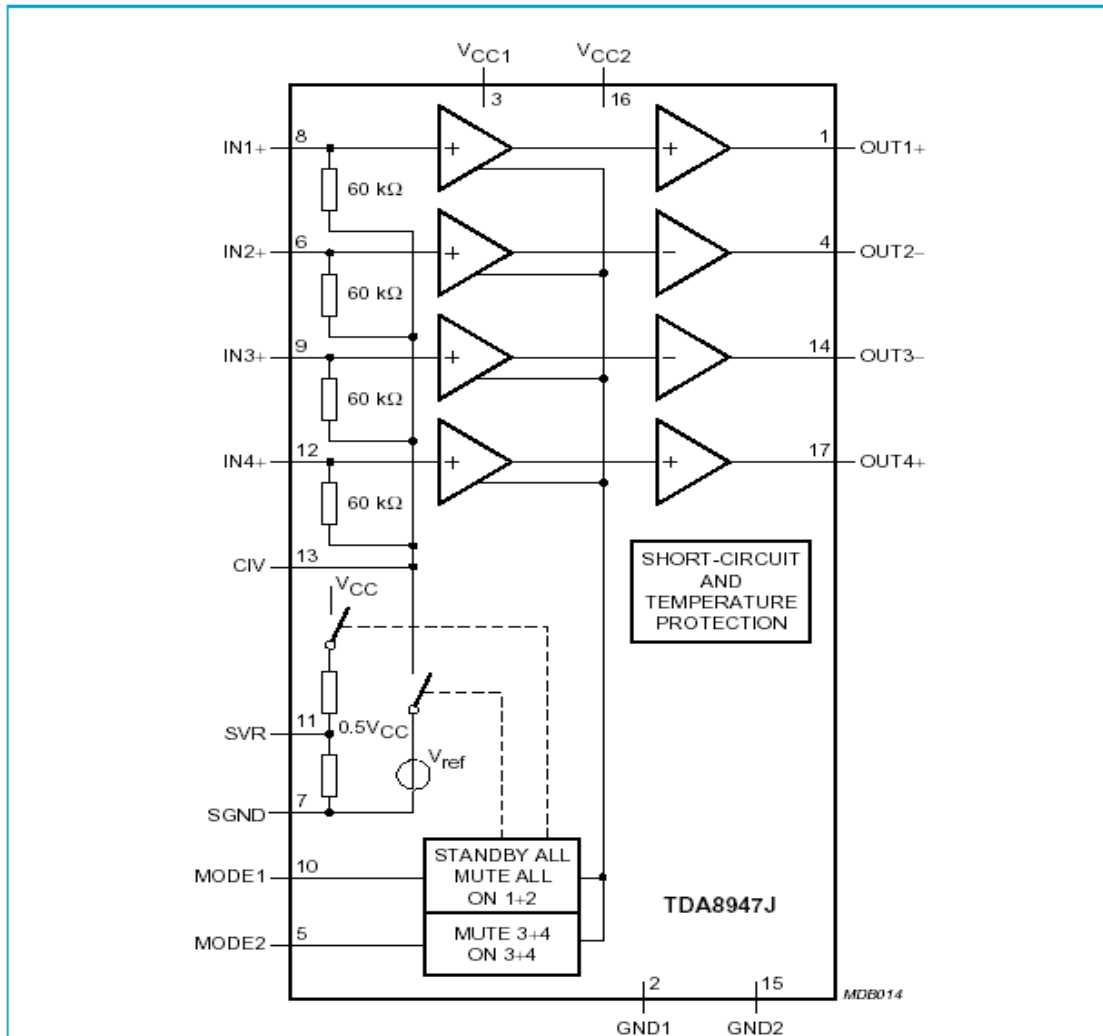 VCC1
VCC2
3
16
IN1+
8
1
OUT1+
60 kΩ
IN2+
6
4
OUT2−
60 kΩ
IN3+
9
14
OUT3−
60 kΩ
IN4+
12
17
OUT4+
60 kΩ
CIV
13
VCC
SHORT-CIRCUIT
AND
TEMPERATURE
PROTECTION
SVR
11
0.5VCC
Vref
SGND
7
MODE1
10
STANDBY ALL
MUTE ALL
ON 1+2
TDA8947J
MODE2
5
MUTE 3+4
ON 3+4
2
15
MDB014
GND1
GND2
+
+
+
−
+
−
+
+